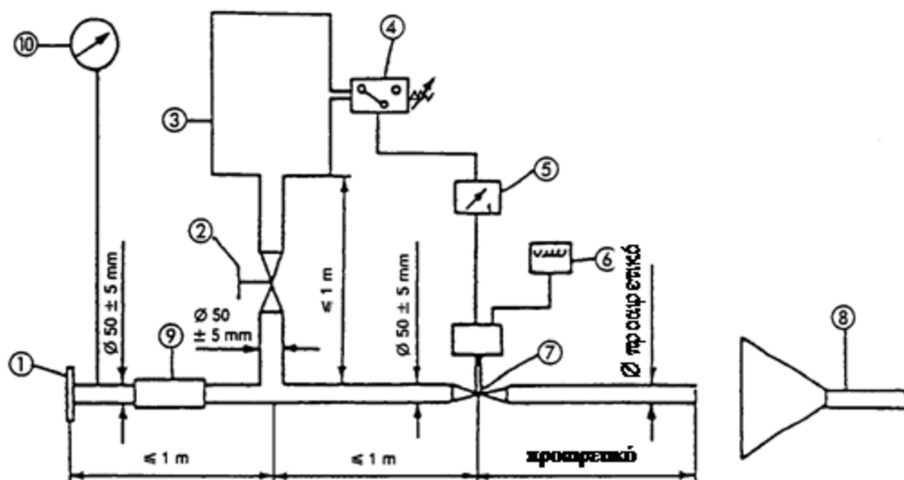 10
4
3
5
2
6
≤ 1 m
Ø 50 ± 5 mm
Ø 50
± 5 mm
Ø 50 ± 5 mm
Ø προαιρετικό
1
9
7
8
≤ 1 m
≤ 1 m
προαιρετικό